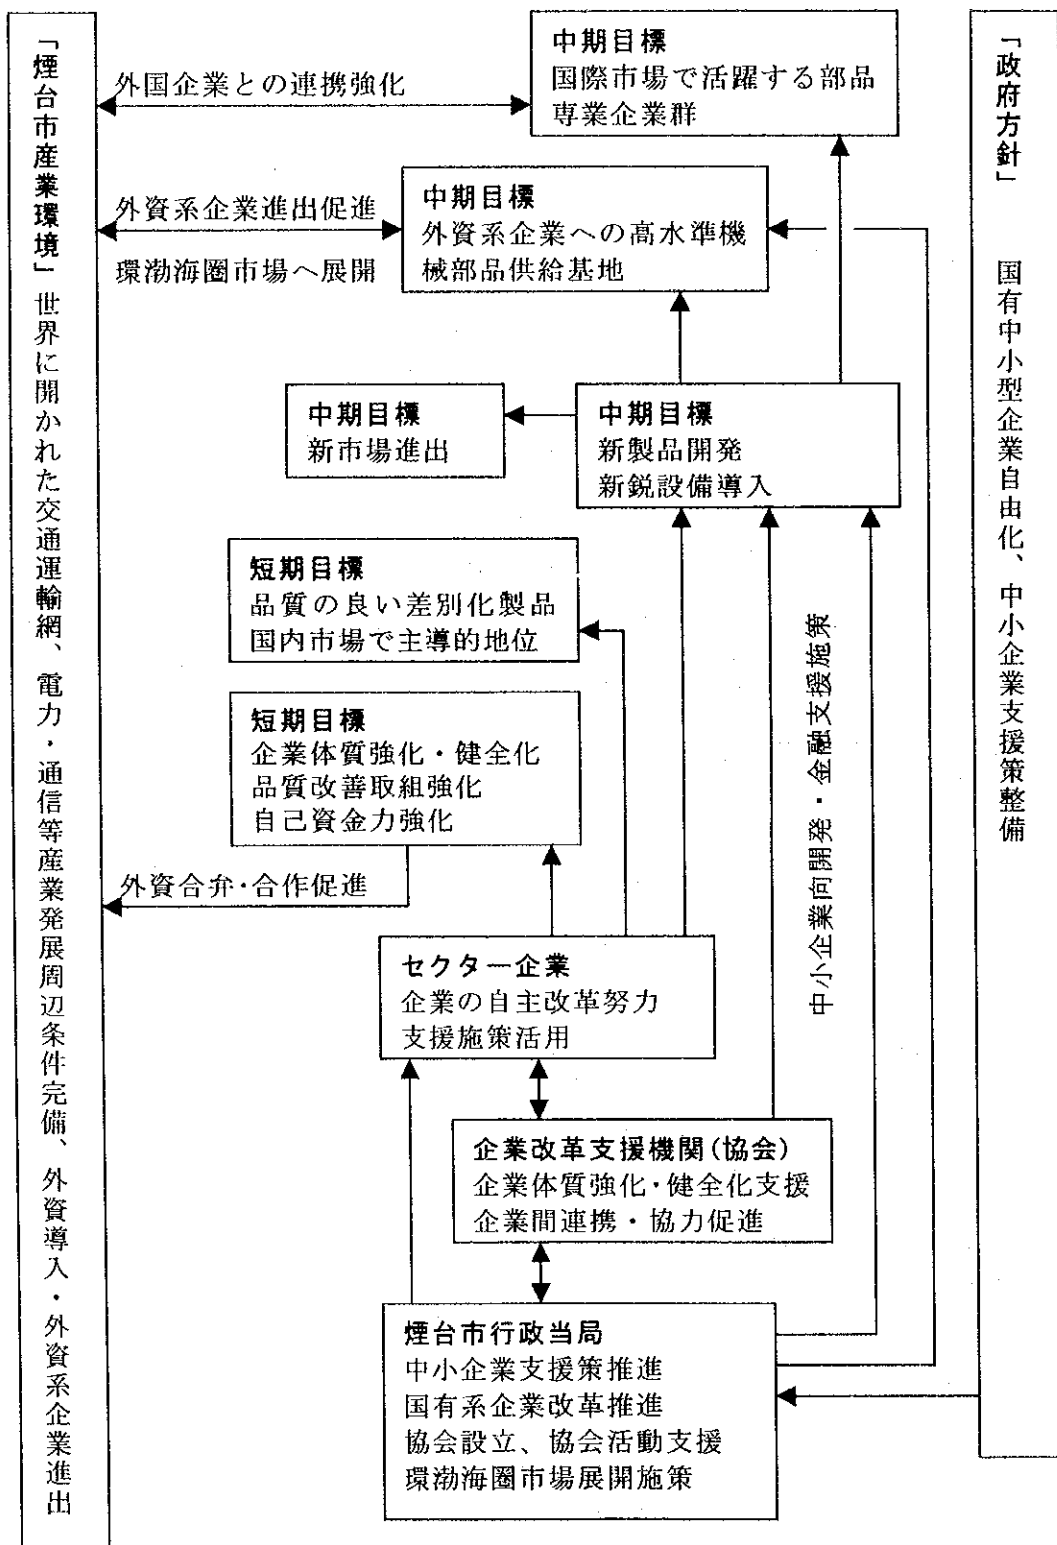 「煙台市産業環境」世界に開かれた交通運輸網、電力・通信等産業発展周辺条件完備、外資導入・外資系企業進出
外国企業との連携強化
中期目標
国際市場で活躍する部品
専業企業群
外資系企業進出促進
環渤海圏市場へ展開
中期目標
外資系企業への高水準機
械部品供給基地
中期目標
新市場進出
中期目標
新製品開発
新鋭設備導入
短期目標
品質の良い差別化製品
国内市場で主導的地位
短期目標
企業体質強化・健全化
品質改善取組強化
自己資金力強化
外資合弁・合作促進
中小企業向開発・金融支援施策
セクター企業
企業の自主改革努力
支援施策活用
企業改革支援機関(協会)
企業体質強化・健全化支援
企業間連携・協力促進
煙台市行政当局
中小企業支援策推進
国有系企業改革推進
協会設立、協会活動支援
環渤海圏市場展開施策
「政府方針」 国有中小型企業自由化、中小企業支援策整備